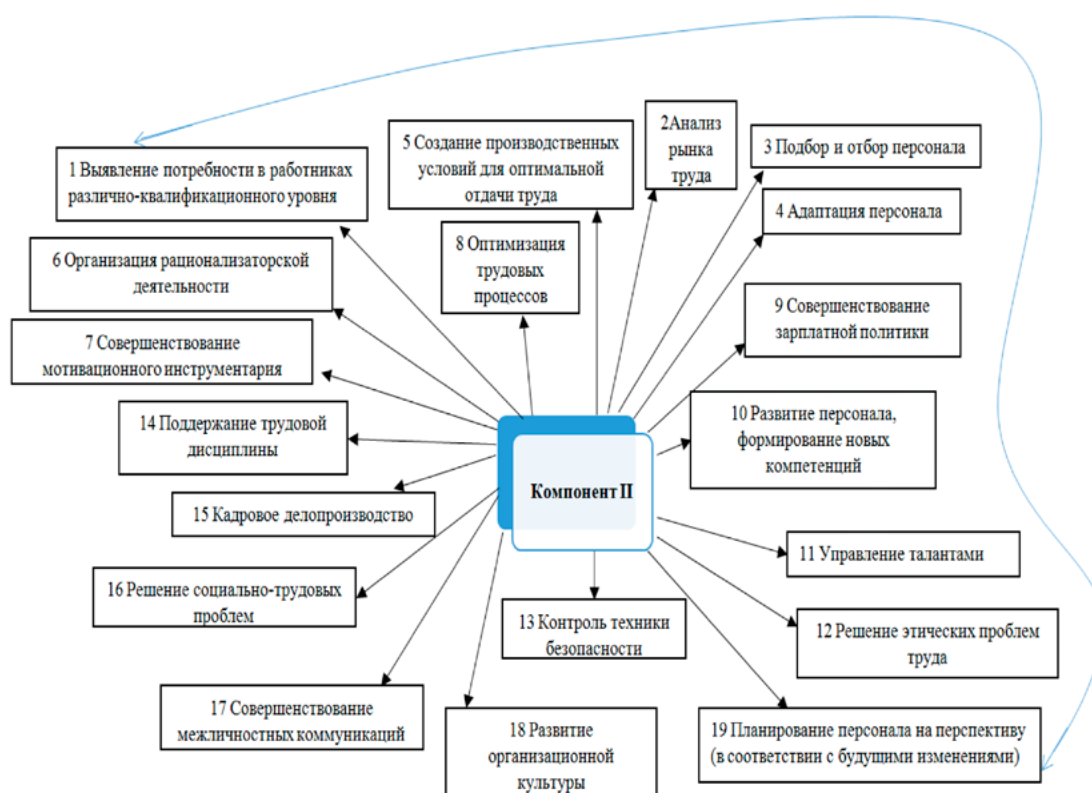 1 Выявление потребности в работниках
различно-квалификационного уровня
5 Создание производственных
условий для оптимальной
отдачи труда
2Анализ
рынка
труда
3 Подбор и отбор персонала
4 Адаптация персонала
6 Организация рационализаторской
деятельности
8 Оптимизация
трудовых
процессов
9 Совершенствование
зарплатной политики
7 Совершенствование
мотивационного инструментария
14 Поддержание трудовой
дисциплины
10 Развитие персонала,
формирование новых
компетенций
Компонент II
15 Кадровое делопроизводство
11 Управление талантами
16 Решение социально-трудовых
проблем
13 Контроль техники
безопасности
12 Решение этических проблем
труда
17 Совершенствование
межличностных коммуникаций
18 Развитие
организационной
культуры
19 Планирование персонала на перспективу
(в соответствии с будущими изменениями)